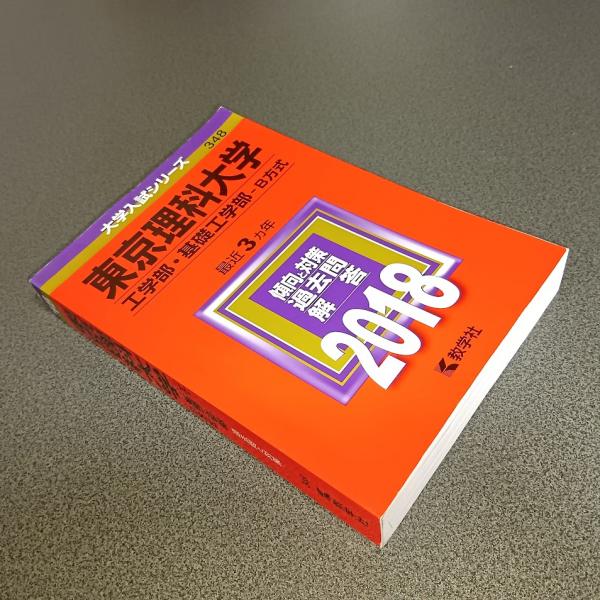 大学入試シリーズ
348
東京理科大学
工学部・基礎工学部-B方式
最近3カ年
傾向と対策
過去問
解答
2018
教学社